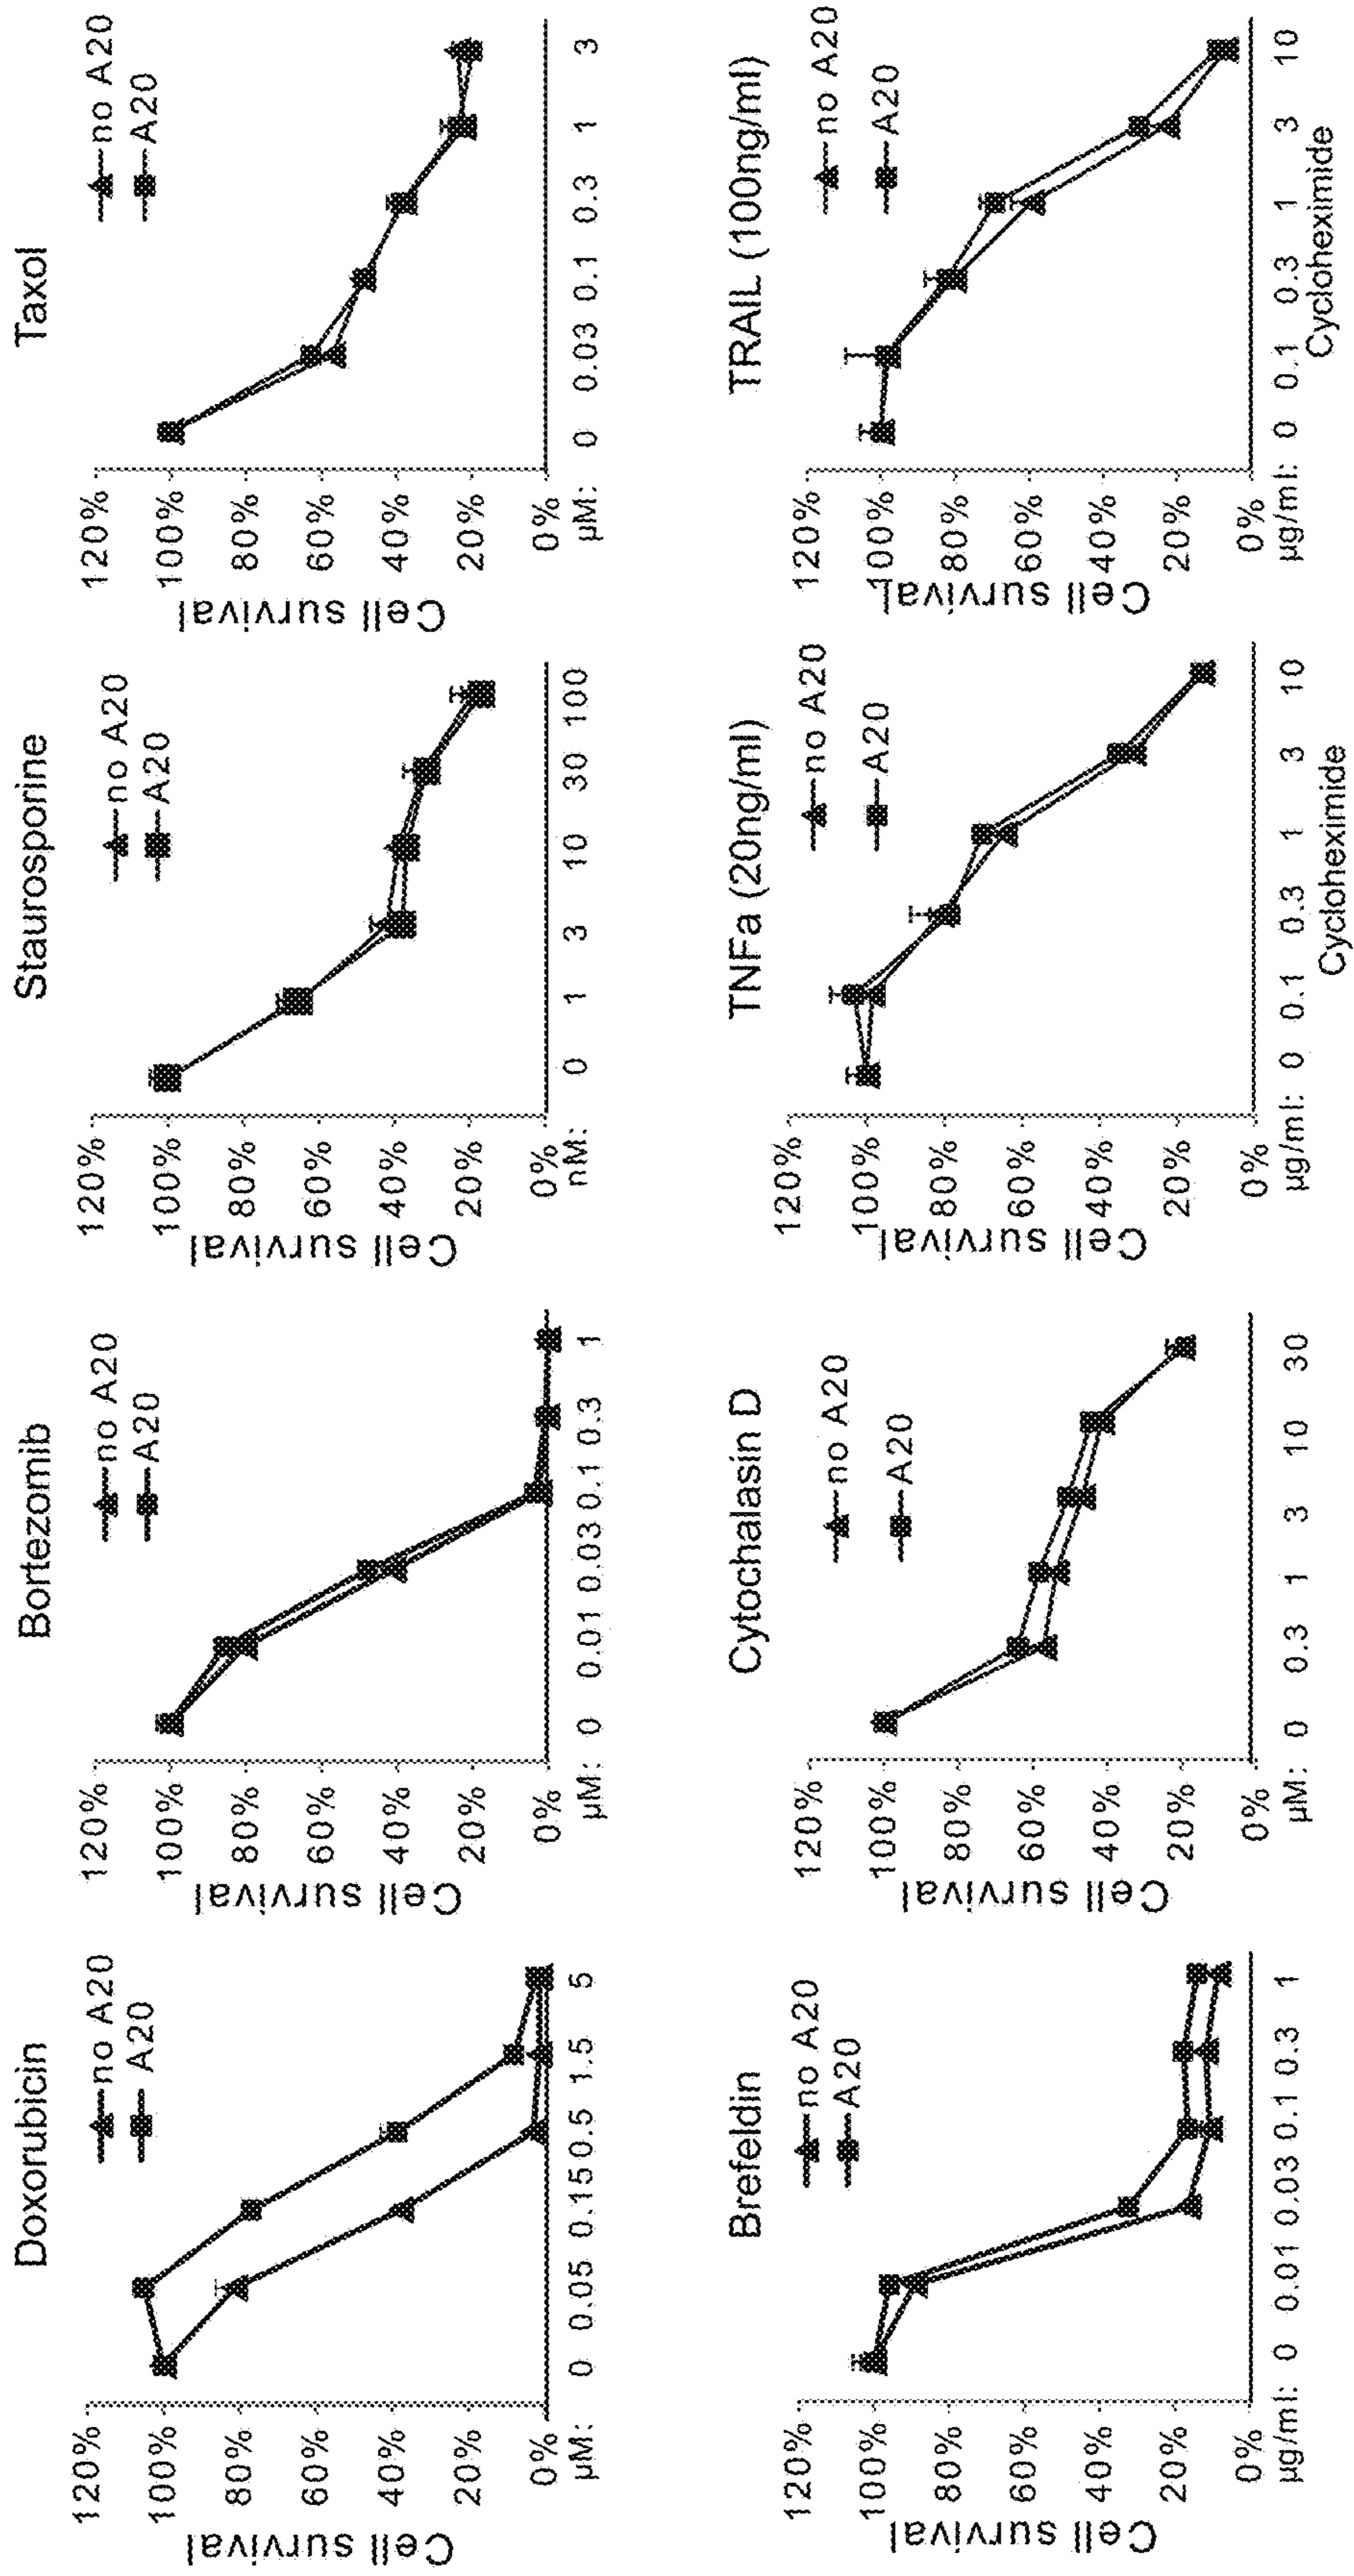 Doxorubicin
no A20
A20
Cell survival
120%
100%
80%
60%
40%
20%
0%
µM: 0 0.05 0.15 0.5 1.5 5
Bortezomib
no A20
A20
Cell survival
120%
100%
80%
60%
40%
20%
0%
µM: 0 0.01 0.03 0.1 0.3 1
Staurosporine
no A20
A20
Cell survival
120%
100%
80%
60%
40%
20%
0%
nM: 0 1 3 10 30 100
Taxol
no A20
A20
Cell survival
120%
100%
80%
60%
40%
20%
0%
µM: 0 0.03 0.1 0.3 1 3
Brefeldin
no A20
A20
Cell survival
120%
100%
80%
60%
40%
20%
0%
µg/ml: 0 0.01 0.03 0.1 0.3 1
Cytochalasin D
no A20
A20
Cell survival
120%
100%
80%
60%
40%
20%
0%
µM: 0 0.3 1 3 10 30
TNFa (20ng/ml)
no A20
A20
Cell survival
120%
100%
80%
60%
40%
20%
0%
µg/ml: 0 0.1 0.3 1 3 10
Cycloheximide
TRAIL (100ng/ml)
no A20
A20
Cell survival
120%
100%
80%
60%
40%
20%
0%
µg/ml: 0 0.1 0.3 1 3 10
Cycloheximide